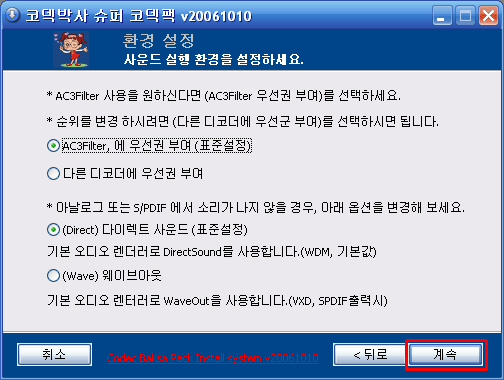 코덱박사 슈퍼 코덱팩 v20061010
환경 설정
사운드 실행 환경을 설정하세요.
* AC3Filter 사용을 원하신다면 (AC3Filter 우선권 부여)를 선택하세요.
* 순위를 변경 하시려면 (다른 디코더에 우선군 부여)를 선택하시면 됩니다.
AC3Filter, 에 우선권 부여 (표준설정)
다른 디코더에 우선권 부여
* 아날로그 또는 S/PDIF 에서 소리가 나지 않을 경우, 아래 옵션을 변경해 보세요.
(Direct) 다이렉트 사운드 (표준설정)
기본 오디오 렌더러로 DirectSound를 사용합니다.(WDM, 기본값)
(Wave) 웨이브아웃
기본 오디오 렌터러로 WaveOut을 사용합니다.(VXD, SPDIF출력시)
취소
Codec Baksa Pack Install system v20061010
< 뒤로
계속